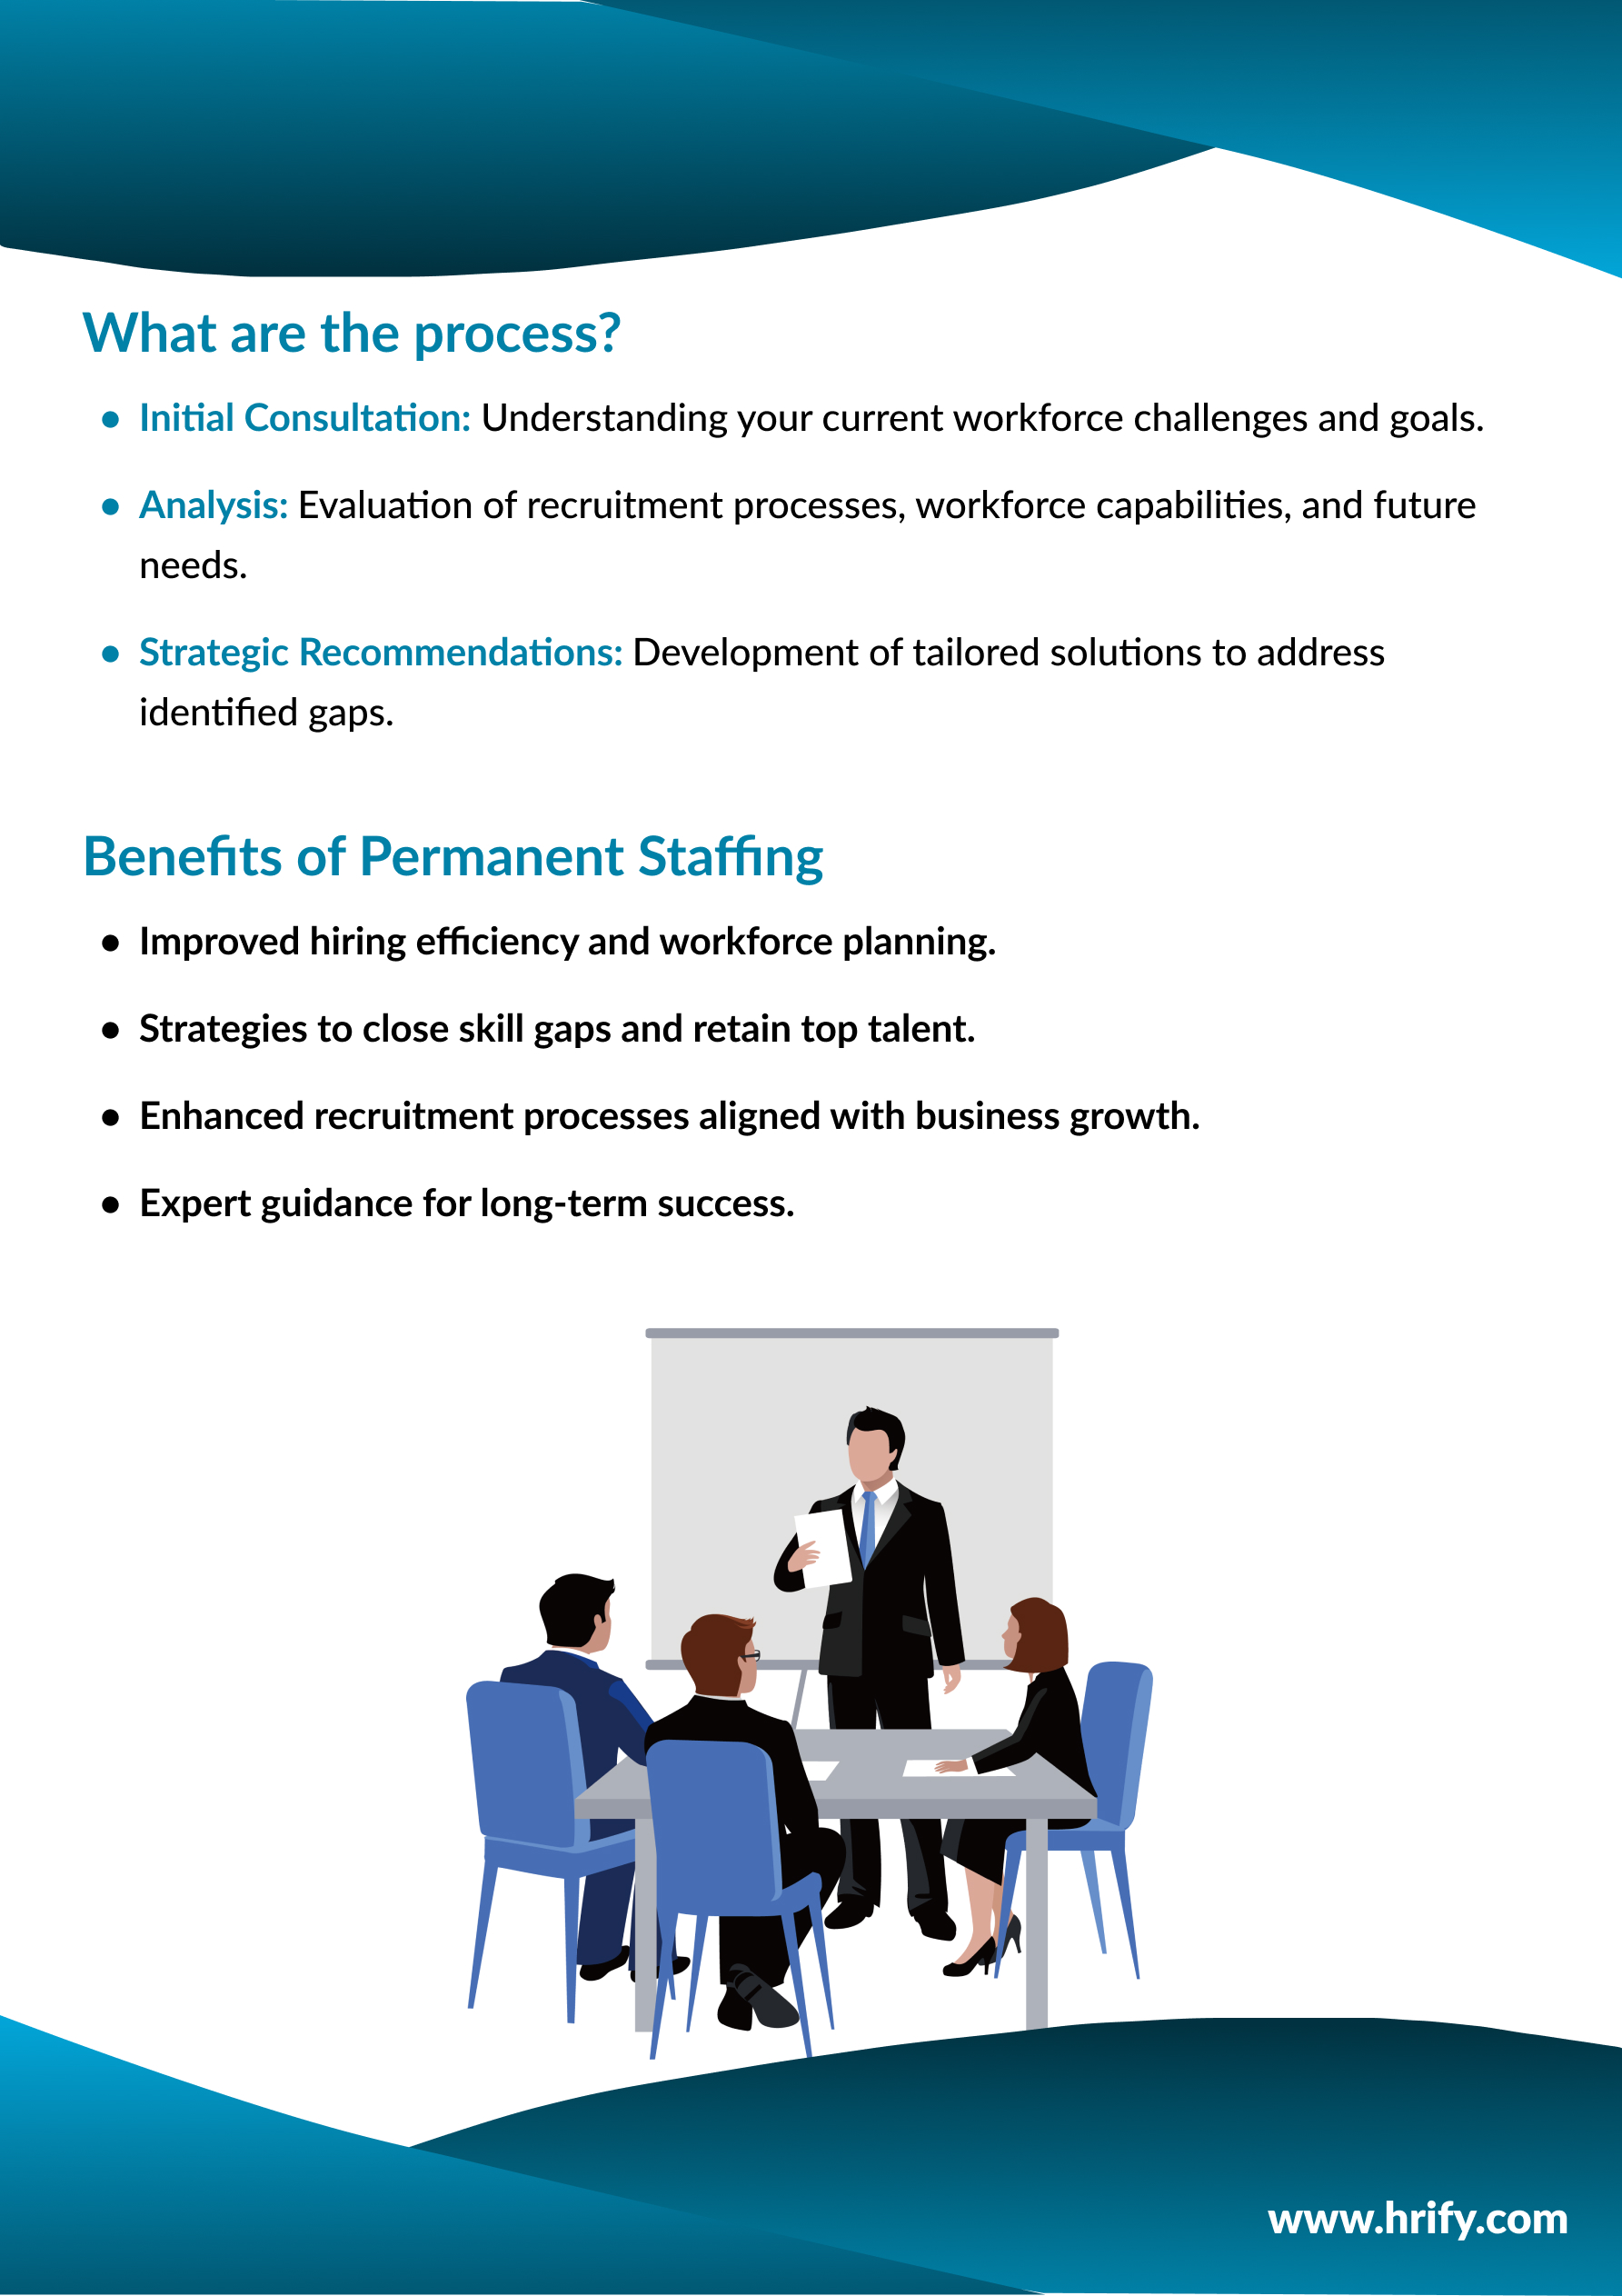 What are the process?
● Initial Consultation: Understanding your current workforce challenges and goals.
● Analysis: Evaluation of recruitment processes, workforce capabilities, and future
needs.
● Strategic Recommendations: Development of tailored solutions to address
identified gaps.
Benefits of Permanent Staffing
● Improved hiring efficiency and workforce planning.
● Strategies to close skill gaps and retain top talent.
● Enhanced recruitment processes aligned with business growth.
● Expert guidance for long-term success.
www.hrify.com